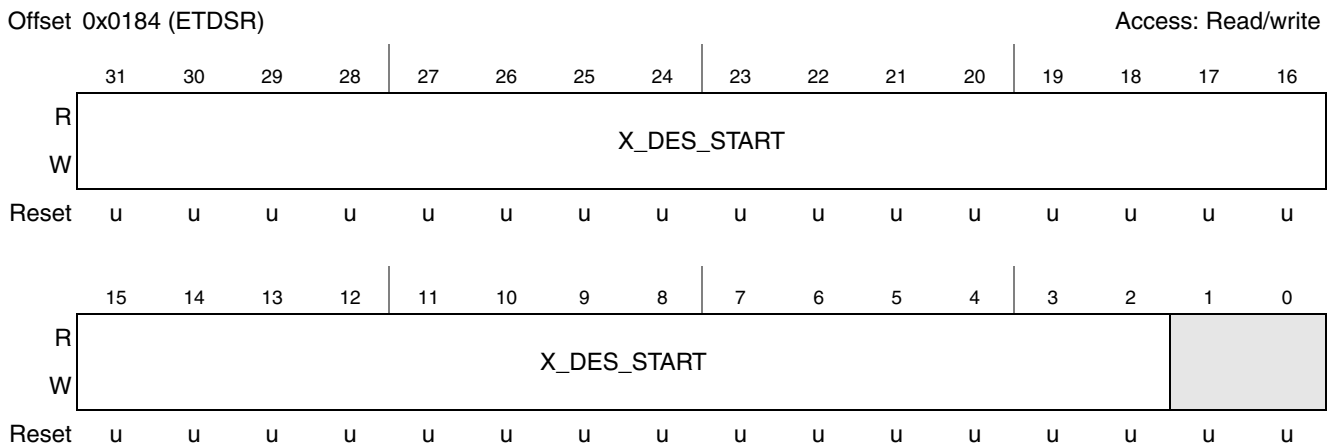 Offset 0x0184 (ETDSR) Access: Read/write
31 30 29 28 27 26 25 24 23 22 21 20 19 18 17 16
R
X_DES_START
W
Reset u u u u u u u u u u u u u u u u
15 14 13 12 11 10 9 8 7 6 5 4 3 2 1 0
R
X_DES_START
W
Reset u u u u u u u u u u u u u u u u